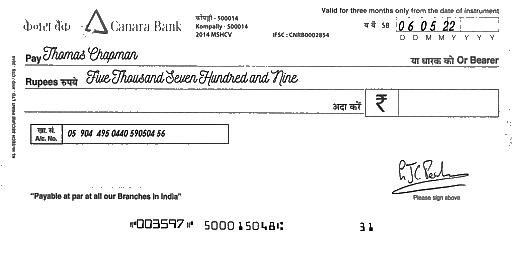 केनरा बैंक Canara Bank
कोंपल्ली - 500014
Kompally - 500014
2014 MSHCV
IFSC : CNRB0002854
Valid for three months only from the date of instrument
SB 06 05 22
D D M M Y Y Y Y
Pay Thomas Chapman या धारक को Or Bearer
Rupees रुपये Five Thousand Seven Hundred and Nine
अदा करें ₹
खा. सं.
A/c. No. 05 904 495 0440 590504 56
Please sign above
"Payable at par at all our Branches in India"
⑈003597⑈ 500015048⑆ 31